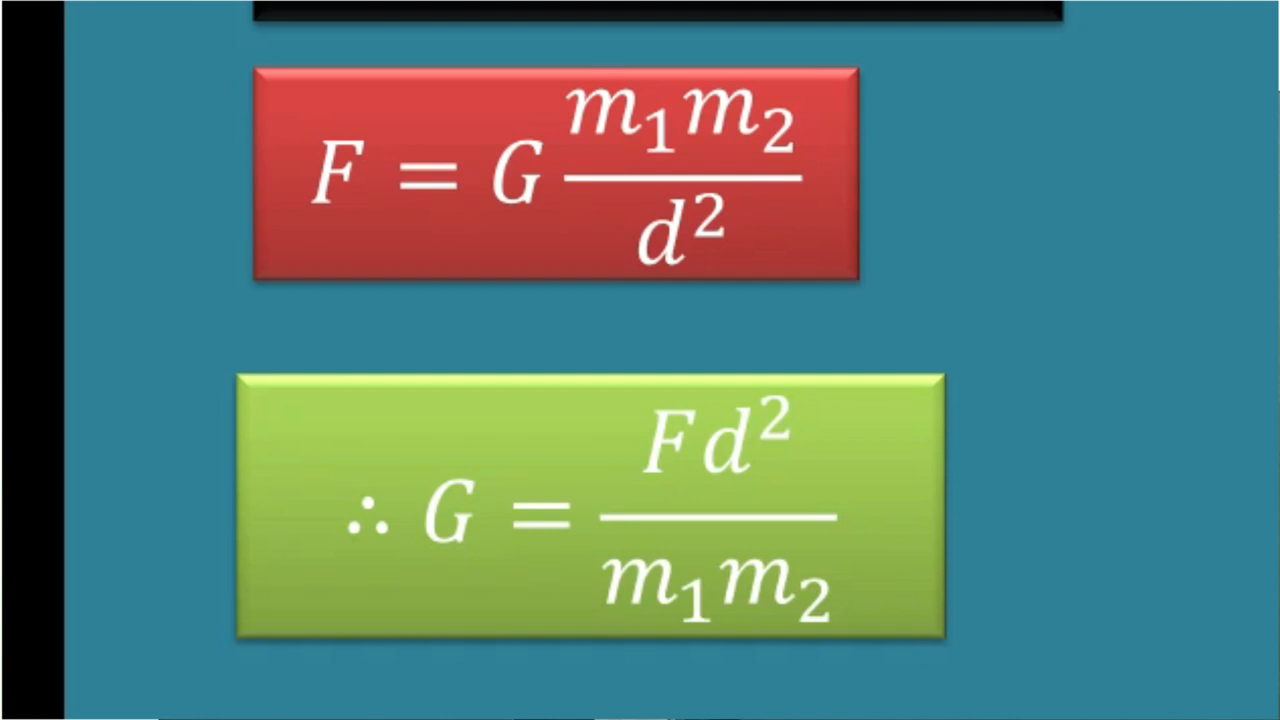 F = G m₁m₂ / d²
∴ G = Fd² / m₁m₂